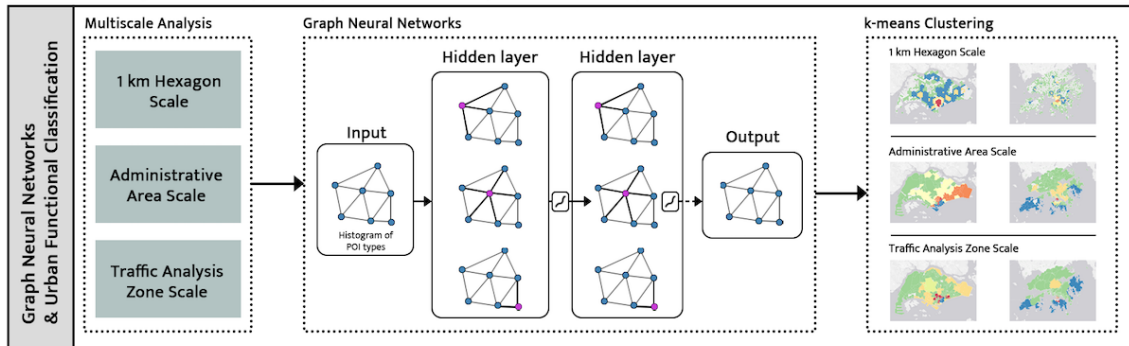 Graph Neural Networks
& Urban Functional Classification
Multiscale Analysis
1 km Hexagon
Scale
Administrative
Area Scale
Traffic Analysis
Zone Scale
Graph Neural Networks
Input
Histogram of
POI types
Hidden layer
Hidden layer
Output
k-means Clustering
1 km Hexagon Scale
Administrative Area Scale
Traffic Analysis Zone Scale